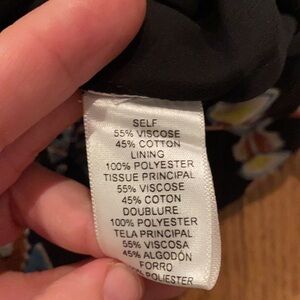 SELF
55% VISCOSE
45% COTTON
LINING
100% POLYESTER
TISSUE PRINCIPAL
55% VISCOSE
45% COTON
DOUBLURE
100% POLYESTER
TELA PRINCIPAL
55% VISCOSA
45% ALGODÓN
FORRO
POLIESTER